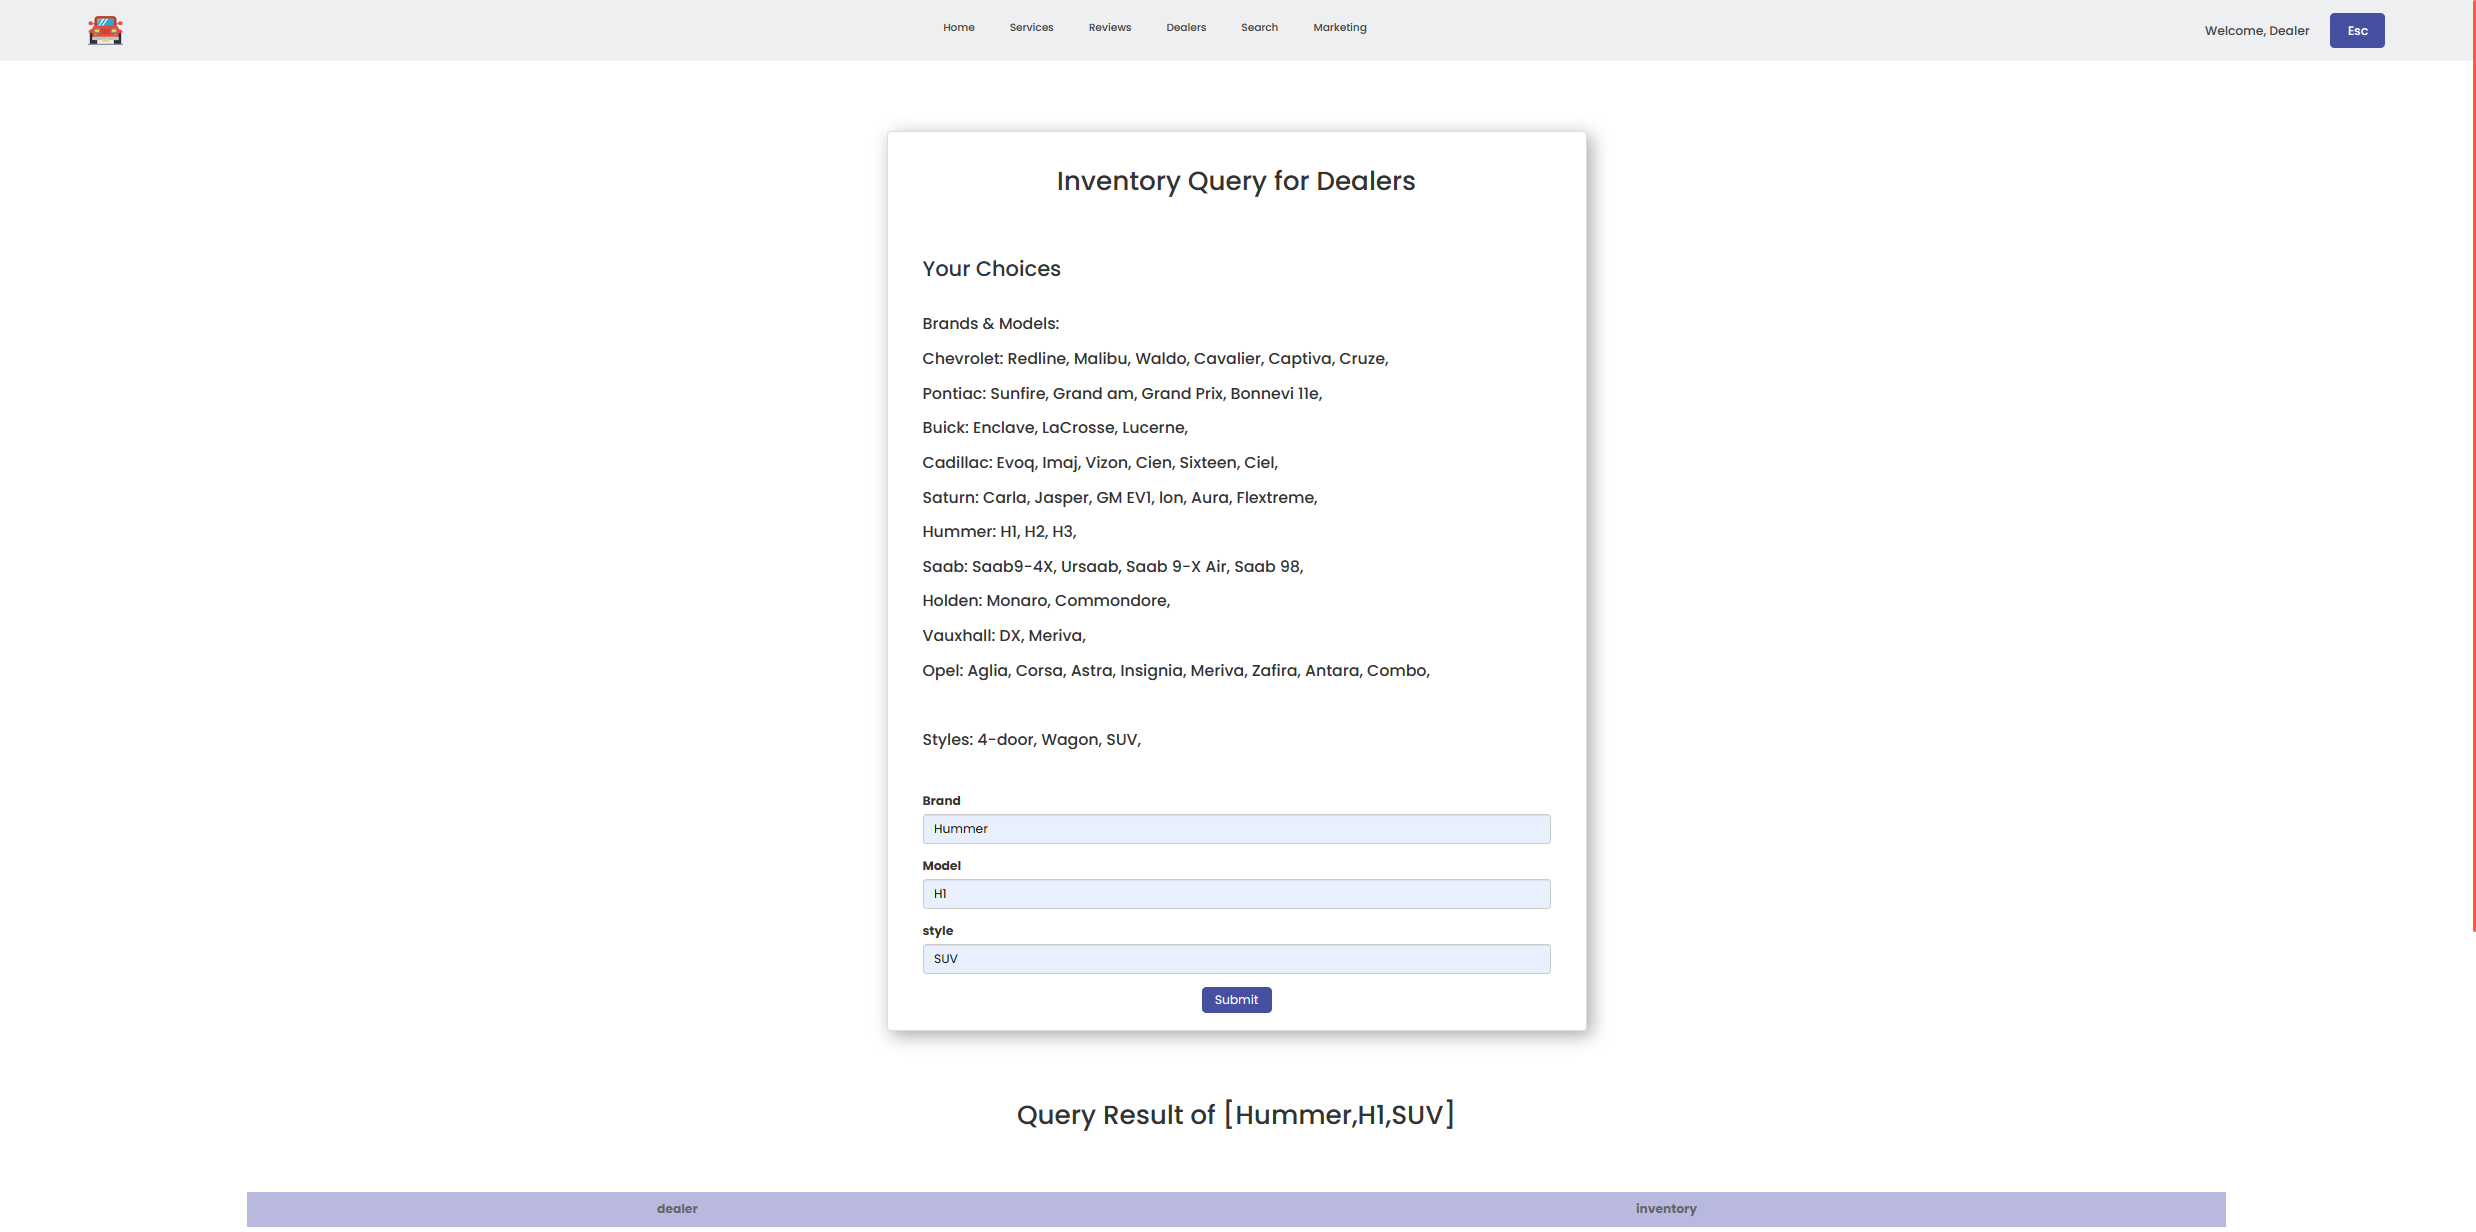 Home Services Reviews Dealers Search Marketing Welcome, Dealer Esc
Inventory Query for Dealers
Your Choices
Brands & Models:
Chevrolet: Redline, Malibu, Waldo, Cavalier, Captiva, Cruze,
Pontiac: Sunfire, Grand am, Grand Prix, Bonnevi 11e,
Buick: Enclave, LaCrosse, Lucerne,
Cadillac: Evoq, Imaj, Vizon, Cien, Sixteen, Ciel,
Saturn: Carla, Jasper, GM EV1, lon, Aura, Flextreme,
Hummer: H1, H2, H3,
Saab: Saab9-4X, Ursaab, Saab 9-X Air, Saab 98,
Holden: Monaro, Commondore,
Vauxhall: DX, Meriva,
Opel: Aglia, Corsa, Astra, Insignia, Meriva, Zafira, Antara, Combo,
Styles: 4-door, Wagon, SUV,
Brand
Hummer
Model
H1
style
SUV
Submit
Query Result of [Hummer,H1,SUV]
dealer inventory